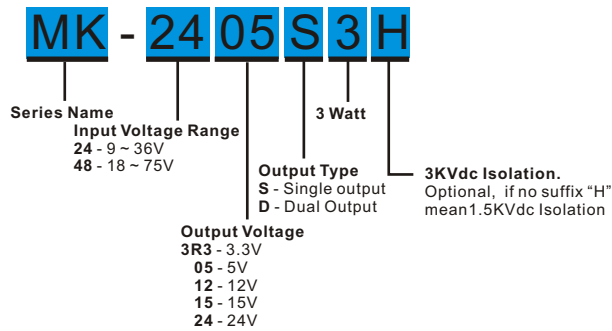 MK - 24 05 S 3 H
Series Name
Input Voltage Range
24 - 9 ~ 36V
48 - 18 ~ 75V
Output Voltage
3R3 - 3.3V
05 - 5V
12 - 12V
15 - 15V
24 - 24V
Output Type
S - Single output
D - Dual Output
3 Watt
3KVdc Isolation.
Optional, if no suffix “H”
mean1.5KVdc Isolation